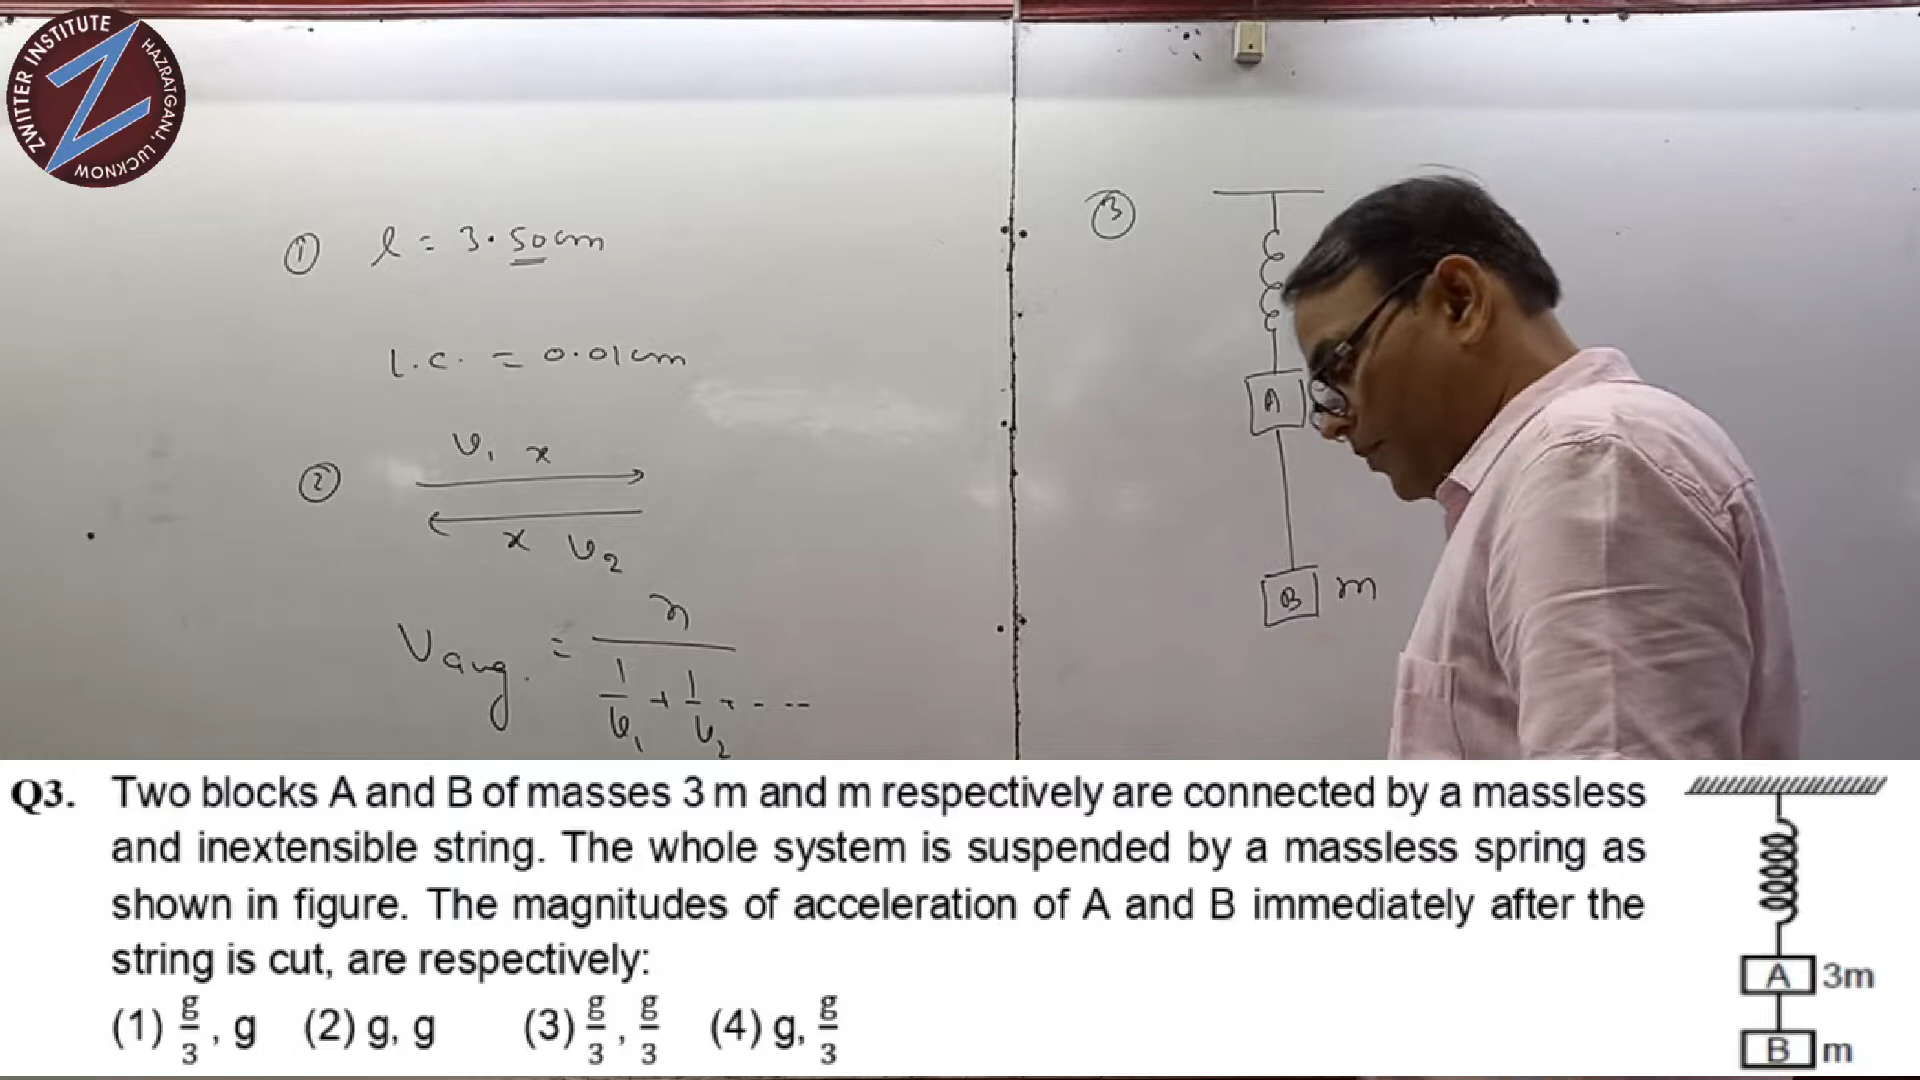 ZWITTER INSTITUTE
HAZRATGANJ, LUCKNOW
Z
① l = 3.50cm
l.c. = 0.01cm
② v₁ x
x v₂
Vavg. = n / (1/v₁ + 1/v₂ + - - -
③
A
B m
Q3. Two blocks A and B of masses 3 m and m respectively are connected by a massless
and inextensible string. The whole system is suspended by a massless spring as
shown in figure. The magnitudes of acceleration of A and B immediately after the
string is cut, are respectively:
(1) g/3 , g (2) g, g (3) g/3 , g/3 (4) g, g/3
A 3m
B m